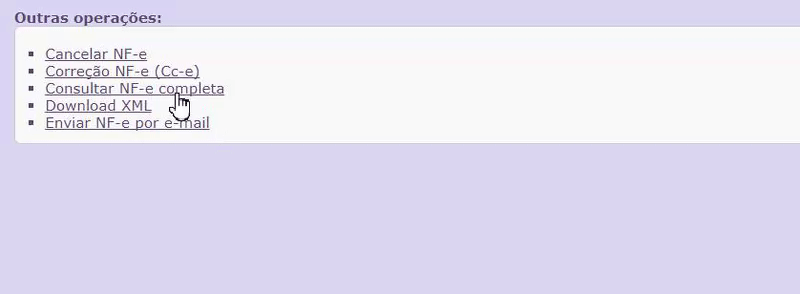 Outras operações:
Cancelar NF-e
Correção NF-e (Cc-e)
Consultar NF-e completa
Download XML
Enviar NF-e por e-mail